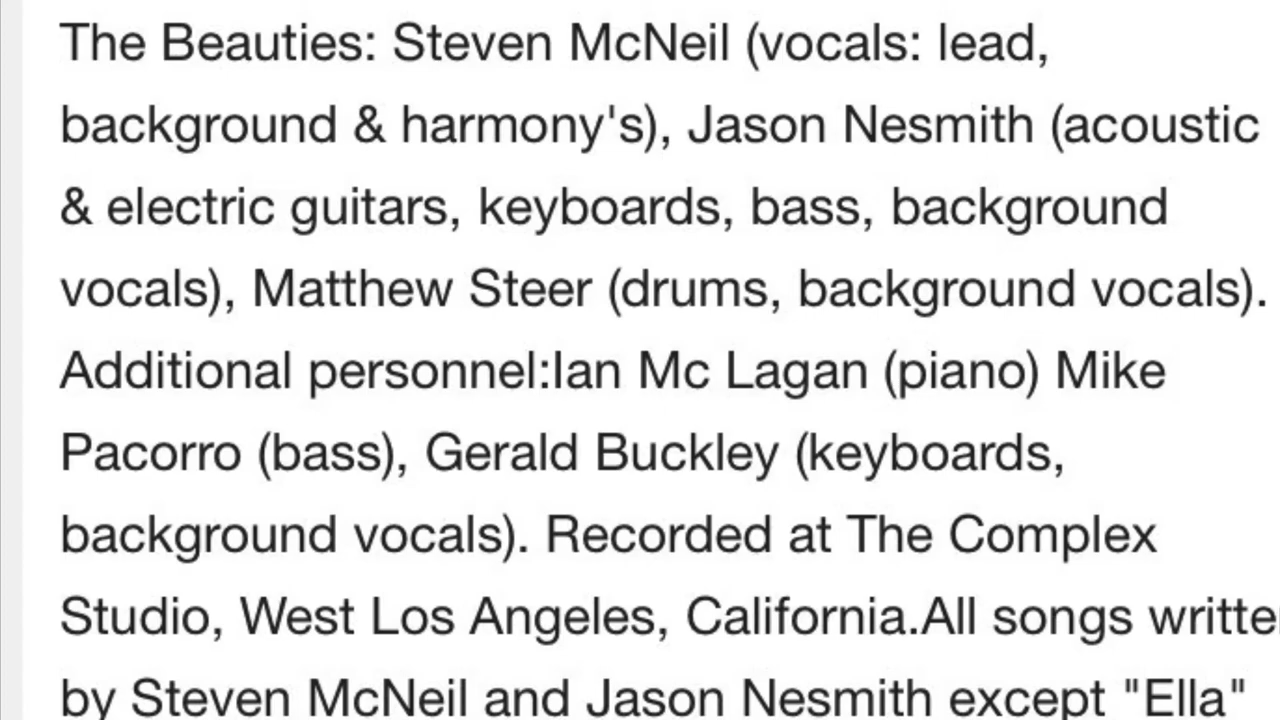 The Beauties: Steven McNeil (vocals: lead,
background & harmony's), Jason Nesmith (acoustic
& electric guitars, keyboards, bass, background
vocals), Matthew Steer (drums, background vocals).
Additional personnel:Ian Mc Lagan (piano) Mike
Pacorro (bass), Gerald Buckley (keyboards,
background vocals). Recorded at The Complex
Studio, West Los Angeles, California.All songs writte
by Steven McNeil and Jason Nesmith except "Ella"